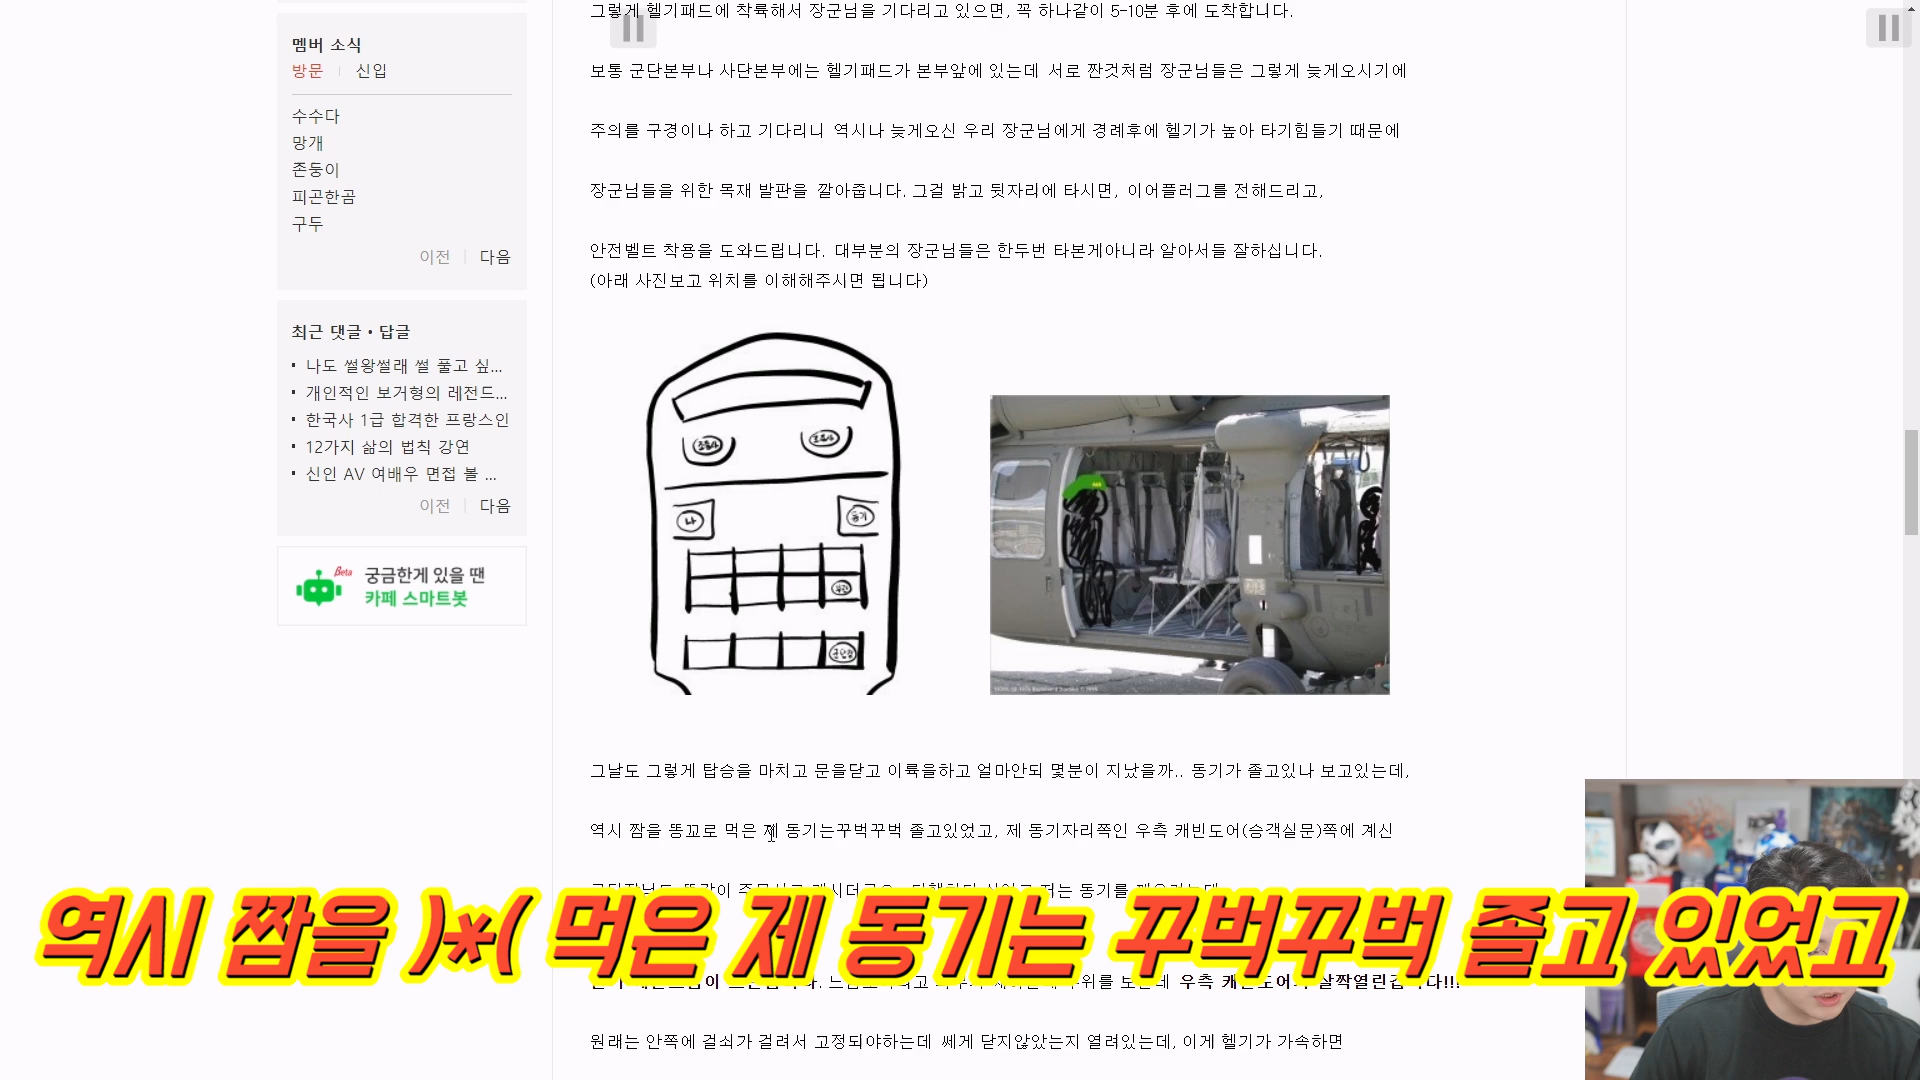 멤버 소식
방문
신입
수수다
망개
존둥이
피곤한곰
구두
이전
다음
최근 댓글 · 답글
나도 썰왕썰래 썰 풀고 싶...
개인적인 보거형의 레전드...
한국사 1급 합격한 프랑스인
12가지 삶의 법칙 강연
신인 AV 여배우 면접 볼 ...
이전
다음
Beta
궁금한게 있을 땐
카페 스마트봇
그렇게 헬기패드에 착륙해서 장군님을 기다리고 있으면, 꼭 하나같이 5-10분 후에 도착합니다.
보통 군단본부나 사단본부에는 헬기패드가 본부앞에 있는데 서로 짠것처럼 장군님들은 그렇게 늦게오시기에
주의를 구경이나 하고 기다리니 역시나 늦게오신 우리 장군님에게 경례후에 헬기가 높아 타기힘들기 때문에
장군님들을 위한 목재 발판을 깔아줍니다. 그걸 밝고 뒷자리에 타시면, 이어플러그를 전해드리고,
안전벨트 착용을 도와드립니다. 대부분의 장군님들은 한두번 타본게아니라 알아서들 잘하십니다.
(아래 사진보고 위치를 이해해주시면 됩니다)
조종사
조종사
나
동기
부관
군단장
그날도 그렇게 탑승을 마치고 문을닫고 이륙을하고 얼마안되 몇분이 지났을까.. 동기가 졸고있나 보고있는데,
역시 짬을 똥꼬로 먹은 제 동기는꾸벅꾸벅 졸고있었고, 제 동기자리쪽인 우측 캐빈도어(승객실문)쪽에 계신
역시 짬을 )*( 먹은 제 동기는 꾸벅꾸벅 졸고 있었고
원래는 안쪽에 걸쇠가 걸려서 고정되야하는데 쎄게 닫지않았는지 열려있는데, 이게 헬기가 가속하면